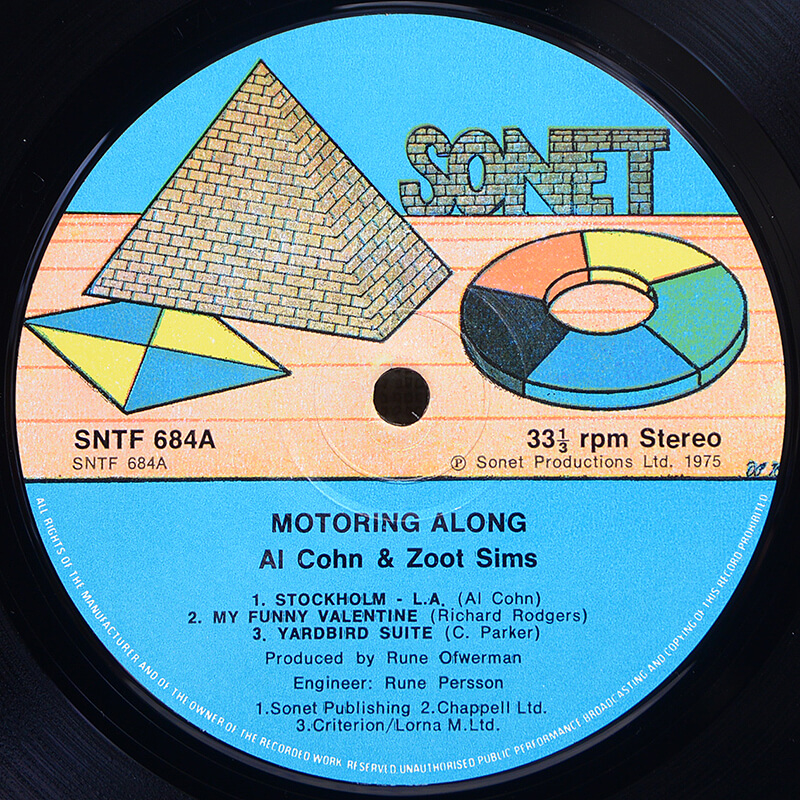 SONET
SNTF 684A
SNTF 684A
33⅓ rpm Stereo
℗ Sonet Productions Ltd. 1975
MOTORING ALONG
Al Cohn & Zoot Sims
1. STOCKHOLM - L.A. (Al Cohn)
2. MY FUNNY VALENTINE (Richard Rodgers)
3. YARDBIRD SUITE (C. Parker)
Produced by Rune Ofwerman
Engineer: Rune Persson
1.Sonet Publishing 2.Chappell Ltd.
3.Criterion/Lorna M.Ltd.
ALL RIGHTS OF THE MANUFACTURER AND OF THE OWNER OF THE RECORDED WORK RESERVED. UNAUTHORISED PUBLIC PERFORMANCE BROADCASTING AND COPYING OF THIS RECORD PROHIBITED